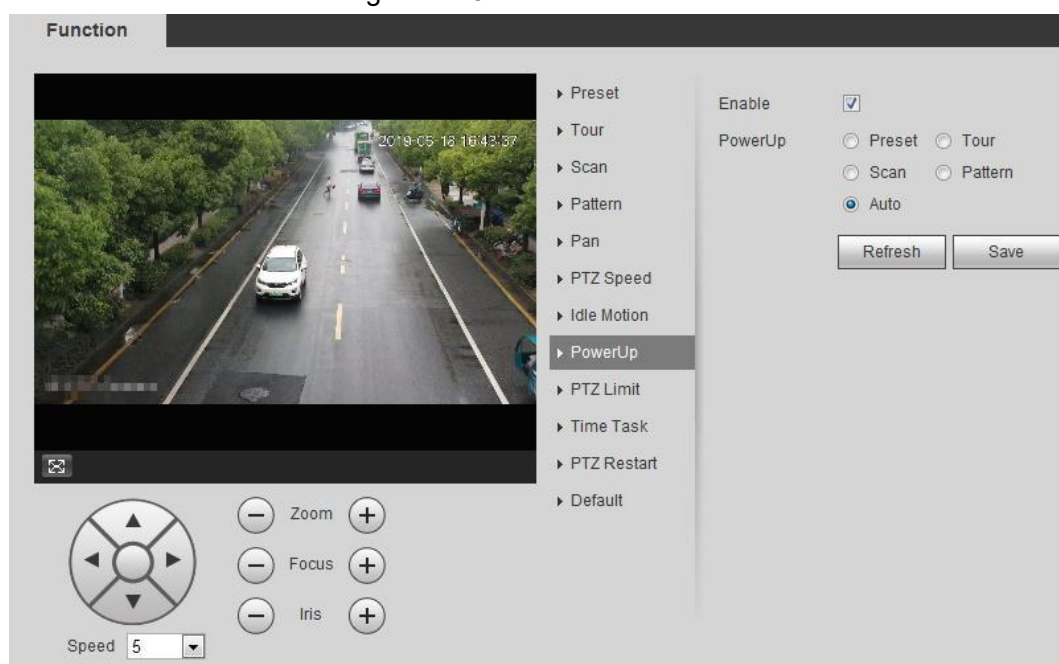 Function
2019-05-18 16:43:37
Preset
Tour
Scan
Pattern
Pan
PTZ Speed
Idle Motion
PowerUp
PTZ Limit
Time Task
PTZ Restart
Default
Enable
PowerUp
Preset Tour
Scan Pattern
Auto
Refresh Save
Zoom
Focus
Iris
Speed 5